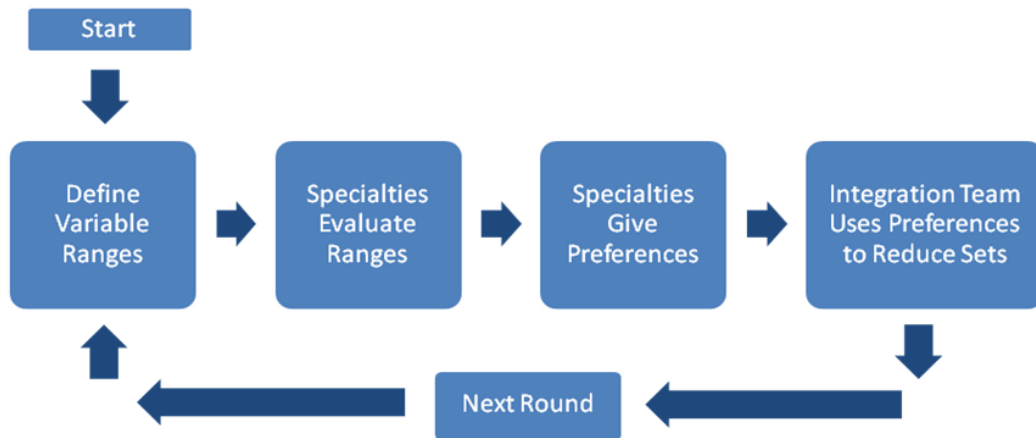 Start
Define
Variable
Ranges
Specialties
Evaluate
Ranges
Specialties
Give
Preferences
Integration Team
Uses Preferences
to Reduce Sets
Next Round